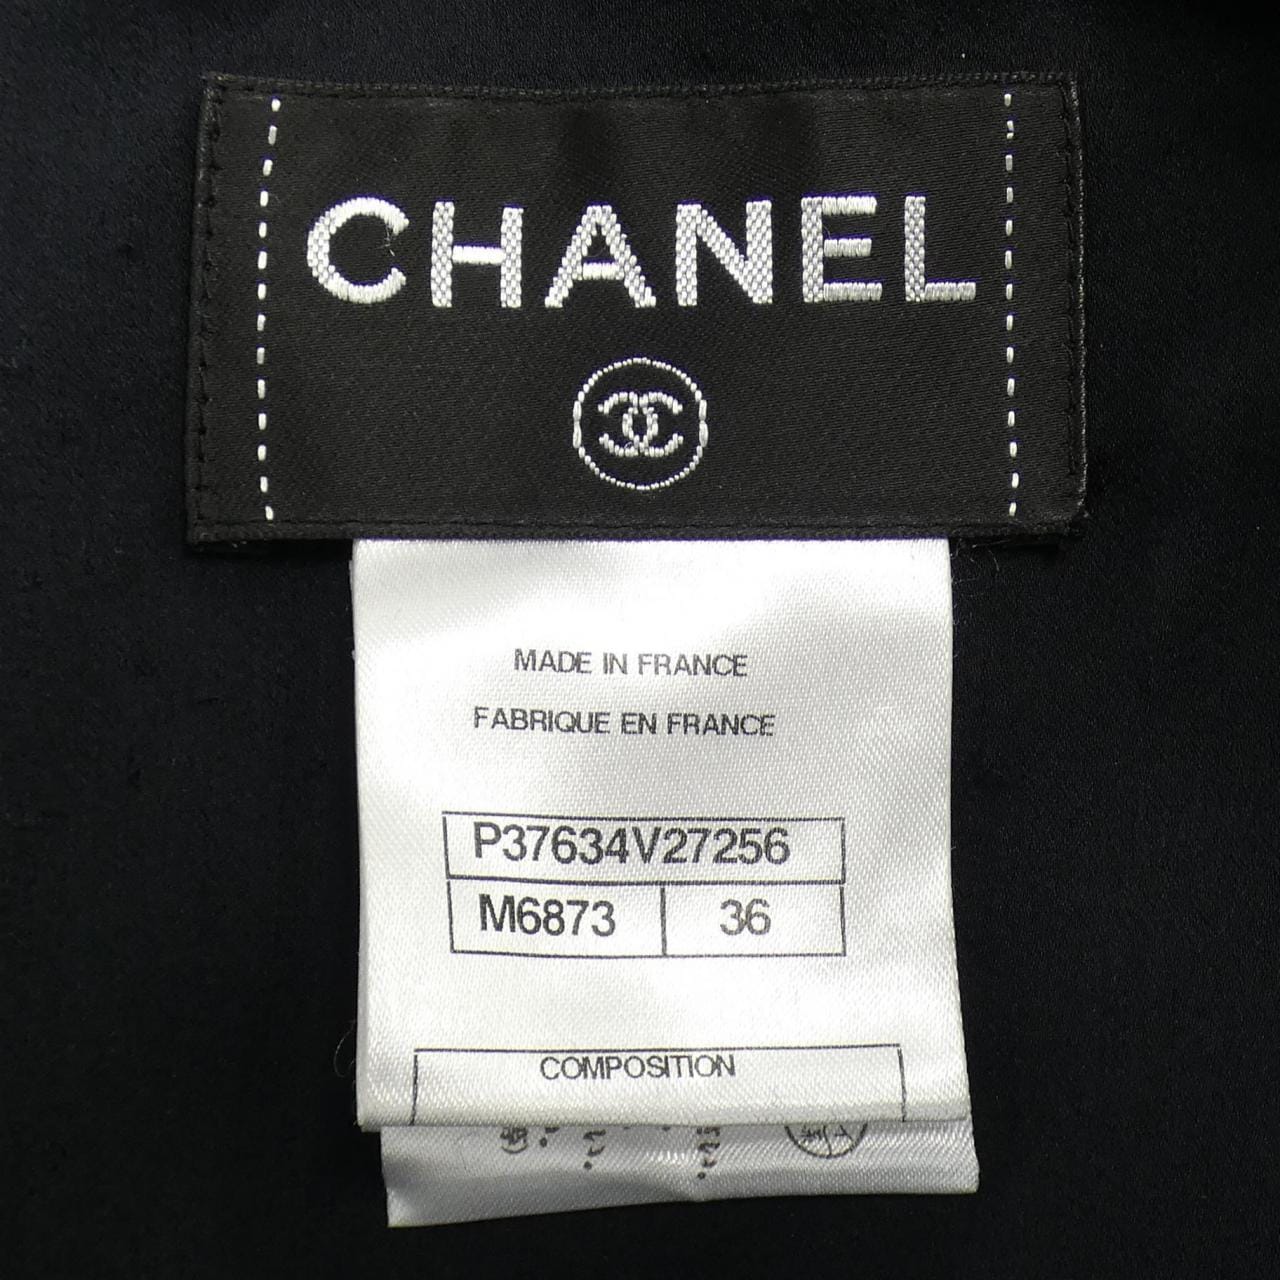 CHANEL
MADE IN FRANCE
FABRIQUE EN FRANCE
P37634V27256
M6873 36
COMPOSITION